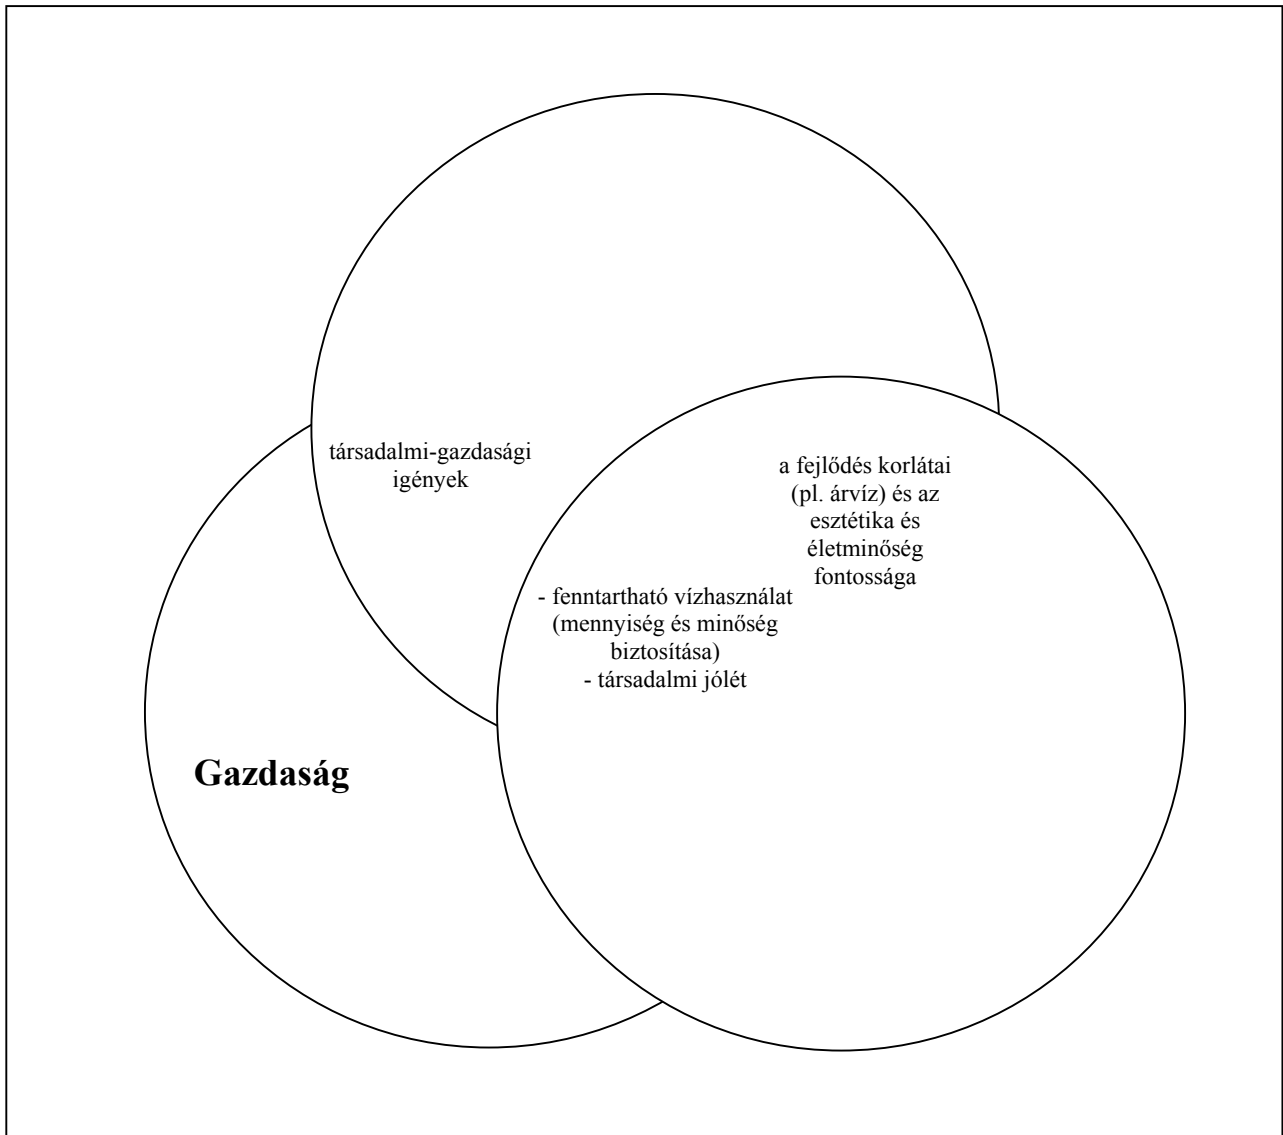 társadalmi-gazdasági
igények
a fejlődés korlátai
(pl. árvíz) és az
esztétika és
életminőség
fontossága
- fenntartható vízhasználat
(mennyiség és minőség
biztosítása)
- társadalmi jólét
Gazdaság